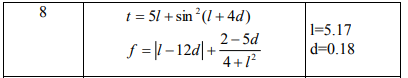 8
t = 5l + sin²(l + 4d)
f = |l − 12d| + (2 − 5d)/(4 + l²)
l=5.17
d=0.18